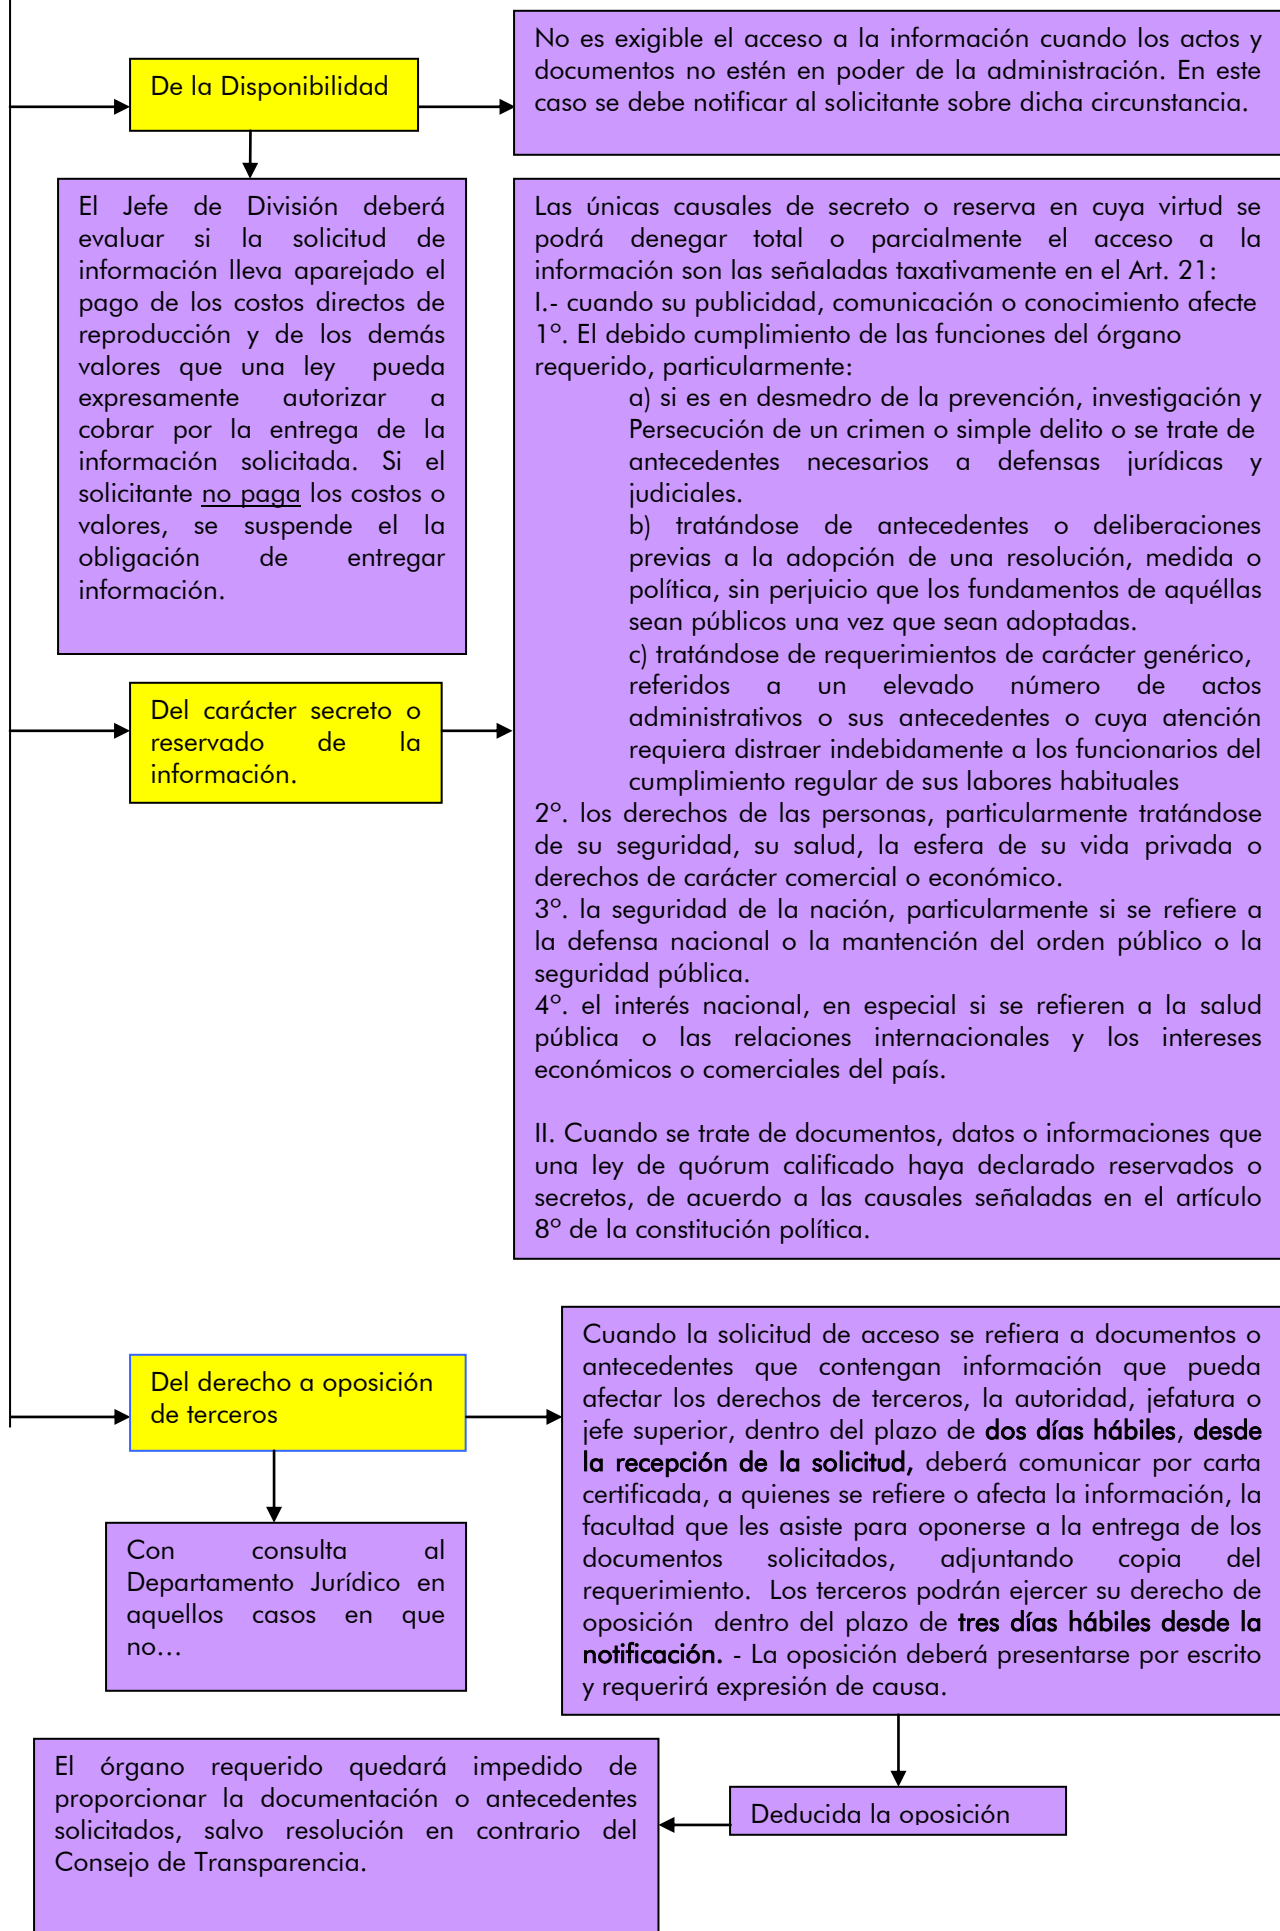 De la Disponibilidad
No es exigible el acceso a la información cuando los actos y
documentos no estén en poder de la administración. En este
caso se debe notificar al solicitante sobre dicha circunstancia.
El Jefe de División deberá
evaluar si la solicitud de
información lleva aparejado el
pago de los costos directos de
reproducción y de los demás
valores que una ley pueda
expresamente autorizar a
cobrar por la entrega de la
información solicitada. Si el
solicitante no paga los costos o
valores, se suspende el la
obligación de entregar
información.
Del carácter secreto o
reservado de la
información.
Las únicas causales de secreto o reserva en cuya virtud se
podrá denegar total o parcialmente el acceso a la
información son las señaladas taxativamente en el Art. 21:
I.- cuando su publicidad, comunicación o conocimiento afecte
1º. El debido cumplimiento de las funciones del órgano
requerido, particularmente:
a) si es en desmedro de la prevención, investigación y
Persecución de un crimen o simple delito o se trate de
antecedentes necesarios a defensas jurídicas y
judiciales.
b) tratándose de antecedentes o deliberaciones
previas a la adopción de una resolución, medida o
política, sin perjuicio que los fundamentos de aquéllas
sean públicos una vez que sean adoptadas.
c) tratándose de requerimientos de carácter genérico,
referidos a un elevado número de actos
administrativos o sus antecedentes o cuya atención
requiera distraer indebidamente a los funcionarios del
cumplimiento regular de sus labores habituales
2º. los derechos de las personas, particularmente tratándose
de su seguridad, su salud, la esfera de su vida privada o
derechos de carácter comercial o económico.
3º. la seguridad de la nación, particularmente si se refiere a
la defensa nacional o la mantención del orden público o la
seguridad pública.
4º. el interés nacional, en especial si se refieren a la salud
pública o las relaciones internacionales y los intereses
económicos o comerciales del país.
II. Cuando se trate de documentos, datos o informaciones que
una ley de quórum calificado haya declarado reservados o
secretos, de acuerdo a las causales señaladas en el artículo
8º de la constitución política.
Del derecho a oposición
de terceros
Cuando la solicitud de acceso se refiera a documentos o
antecedentes que contengan información que pueda
afectar los derechos de terceros, la autoridad, jefatura o
jefe superior, dentro del plazo de dos días hábiles, desde
la recepción de la solicitud, deberá comunicar por carta
certificada, a quienes se refiere o afecta la información, la
facultad que les asiste para oponerse a la entrega de los
documentos solicitados, adjuntando copia del
requerimiento. Los terceros podrán ejercer su derecho de
oposición dentro del plazo de tres días hábiles desde la
notificación. - La oposición deberá presentarse por escrito
y requerirá expresión de causa.
Con consulta al
Departamento Jurídico en
aquellos casos en que
no...
Deducida la oposición
El órgano requerido quedará impedido de
proporcionar la documentación o antecedentes
solicitados, salvo resolución en contrario del
Consejo de Transparencia.